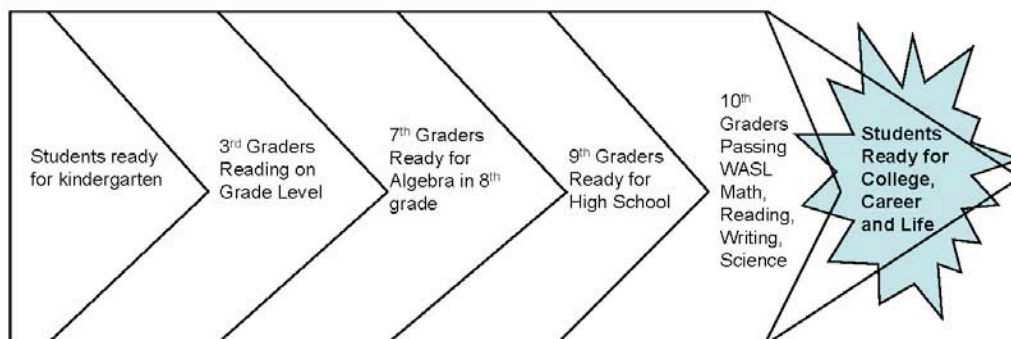 Students ready
for kindergarten
3rd Graders
Reading on
Grade Level
7th Graders
Ready for
Algebra in 8th
grade
9th Graders
Ready for
High School
10th
Graders
Passing
WASL
Math,
Reading,
Writing,
Science
Students
Ready for
College,
Career
and Life